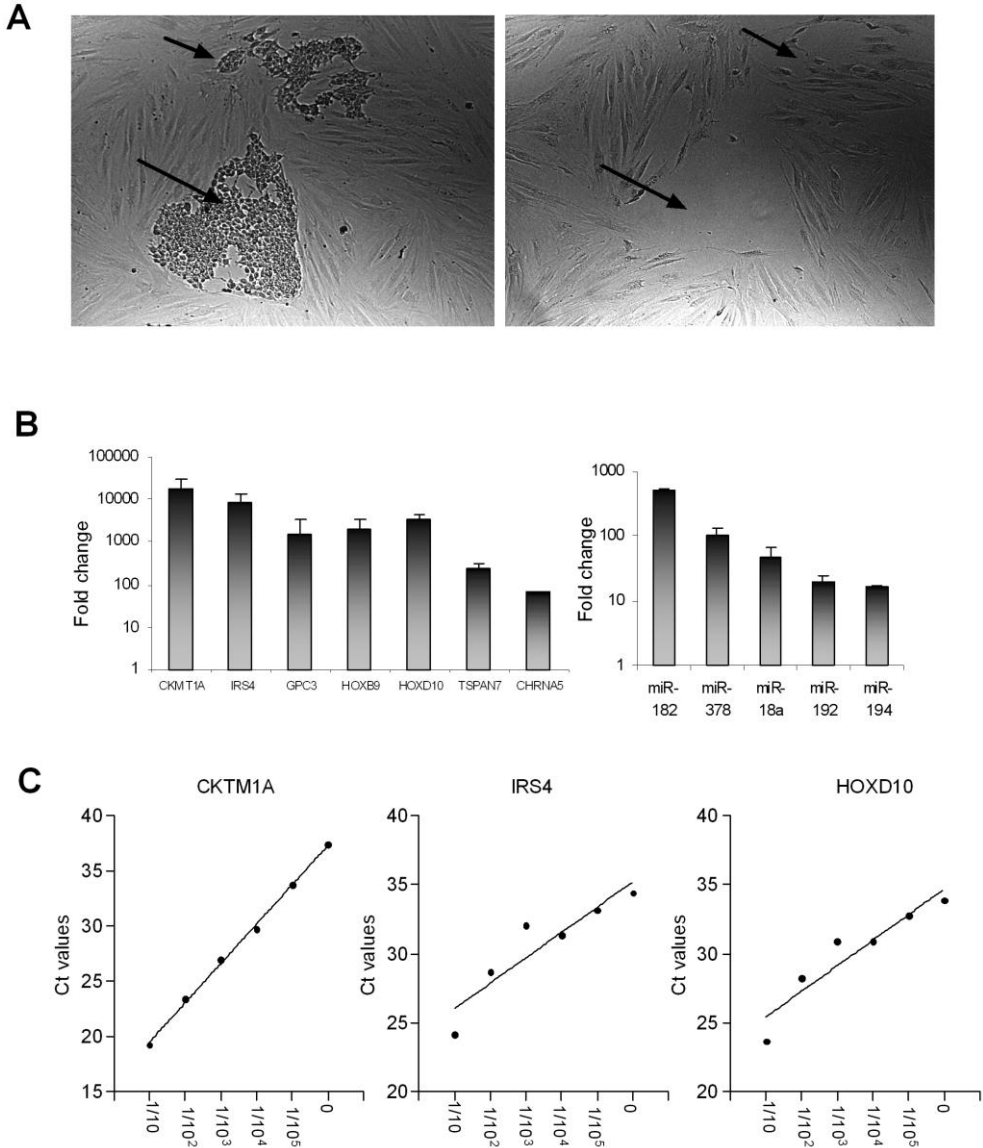 A
B
100000
10000
1000
100
10
1
Fold change
CKMT1A IRS4 GPC3 HOXB9 HOXD10 TSPAN7 CHRNA5
1000
100
10
1
Fold change
miR-182 miR-378 miR-18a miR-192 miR-194
C
CKTM1A
40
35
30
25
20
15
Ct values
1/10 1/10² 1/10³ 1/10⁴ 1/10⁵ 0
IRS4
40
35
30
25
20
Ct values
1/10 1/10² 1/10³ 1/10⁴ 1/10⁵ 0
HOXD10
40
35
30
25
20
Ct values
1/10 1/10² 1/10³ 1/10⁴ 1/10⁵ 0